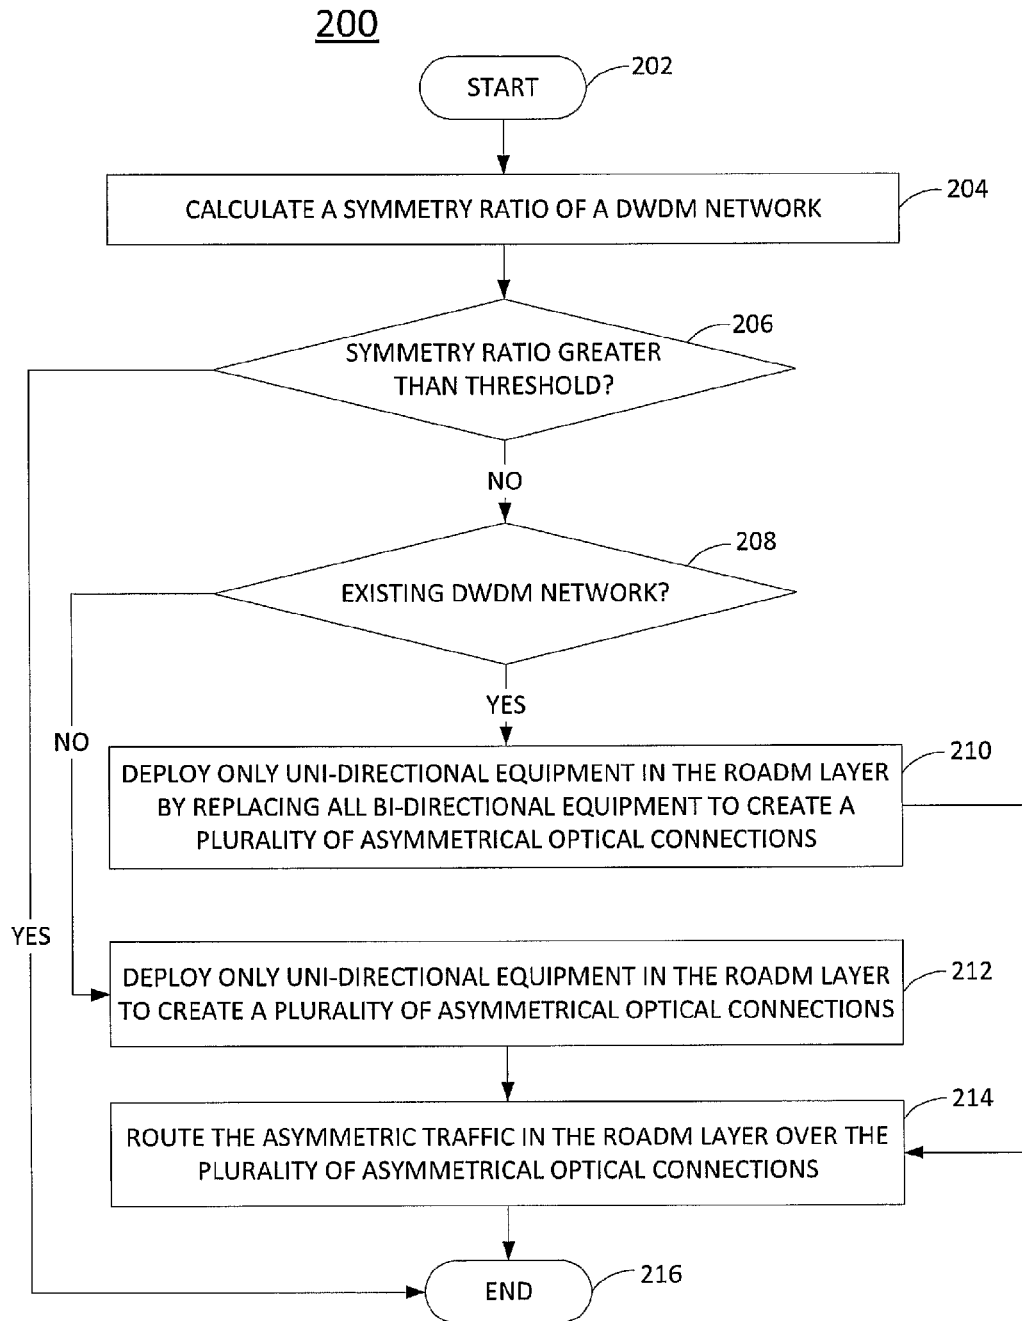 200
START
202
CALCULATE A SYMMETRY RATIO OF A DWDM NETWORK
204
SYMMETRY RATIO GREATER
THAN THRESHOLD?
206
NO
EXISTING DWDM NETWORK?
208
YES
NO
DEPLOY ONLY UNI-DIRECTIONAL EQUIPMENT IN THE ROADM LAYER
BY REPLACING ALL BI-DIRECTIONAL EQUIPMENT TO CREATE A
PLURALITY OF ASYMMETRICAL OPTICAL CONNECTIONS
210
YES
DEPLOY ONLY UNI-DIRECTIONAL EQUIPMENT IN THE ROADM LAYER
TO CREATE A PLURALITY OF ASYMMETRICAL OPTICAL CONNECTIONS
212
ROUTE THE ASYMMETRIC TRAFFIC IN THE ROADM LAYER OVER THE
PLURALITY OF ASYMMETRICAL OPTICAL CONNECTIONS
214
END
216